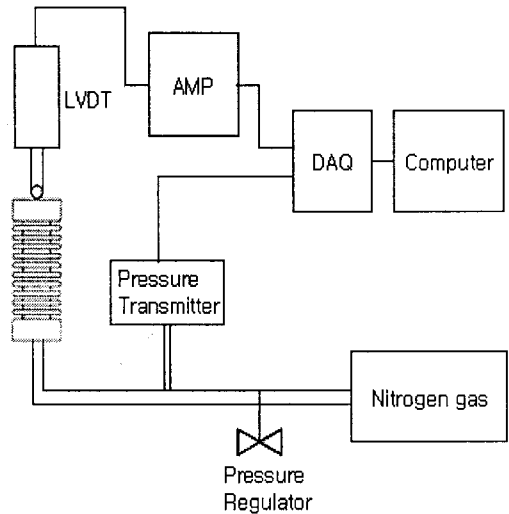 LVDT
AMP
DAQ
Computer
Pressure
Transmitter
Nitrogen gas
Pressure
Regulator